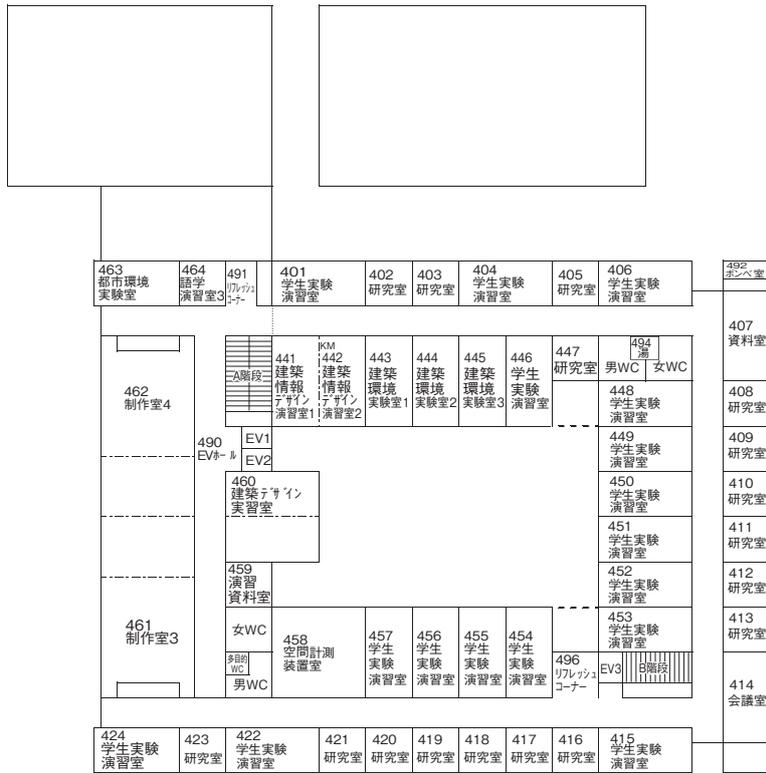 463
都市環境
実験室
464
語学
演習室3
491
リフレッシュ
コーナー
401
学生実験
演習室
402
研究室
403
研究室
404
学生実験
演習室
405
研究室
406
学生実験
演習室
492
ボンベ室
407
資料室
462
制作室4
A階段
441
建築
情報
デザイン
演習室1
KM
442
建築
情報
デザイン
演習室2
443
建築
環境
実験室1
444
建築
環境
実験室2
445
建築
環境
実験室3
446
学生
実験
演習室
447
研究室
494
湯
男WC
女WC
448
学生実験
演習室
408
研究室
490
EVホール
EV1
EV2
449
学生実験
演習室
409
研究室
460
建築デザイン
実習室
450
学生実験
演習室
410
研究室
451
学生実験
演習室
411
研究室
459
演習
資料室
452
学生実験
演習室
412
研究室
461
制作室3
女WC
多目的
WC
男WC
458
空間計測
装置室
457
学生
実験
演習室
456
学生
実験
演習室
455
学生
実験
演習室
454
学生
実験
演習室
453
学生実験
演習室
413
研究室
496
リフレッシュ
コーナー
EV3
B階段
414
会議室
424
学生実験
演習室
423
研究室
422
学生実験
演習室
421
研究室
420
研究室
419
研究室
418
研究室
417
研究室
416
研究室
415
学生実験
演習室